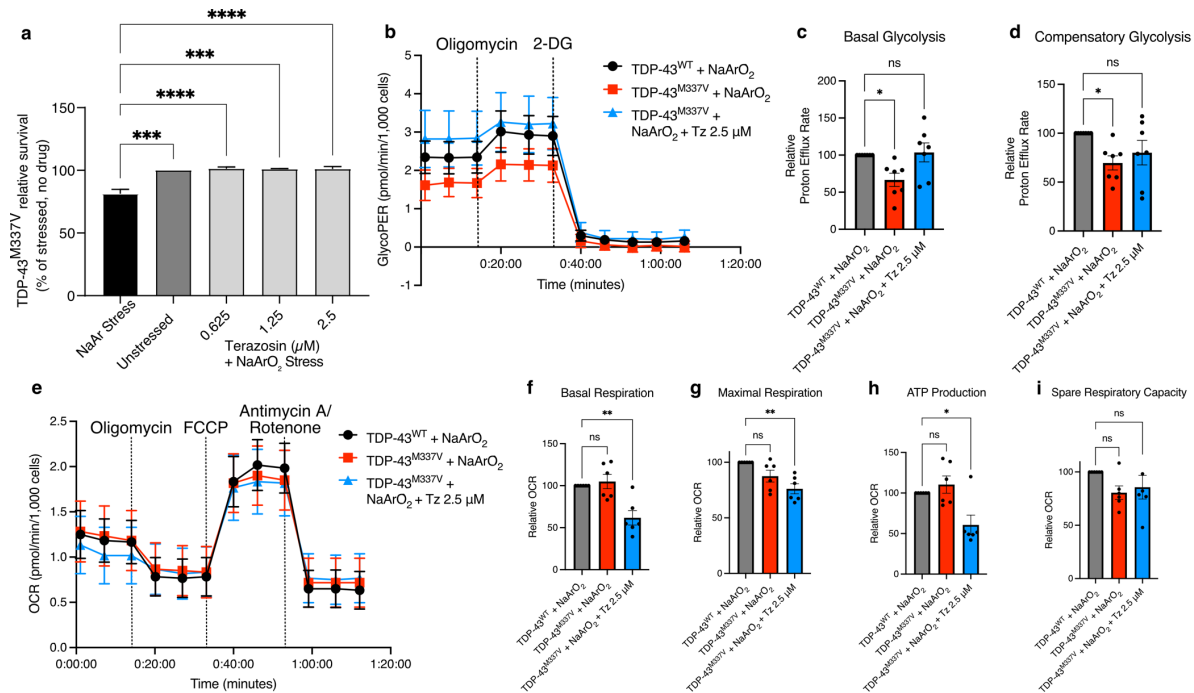 a
****
***
****
***
TDP-43M337V relative survival
(% of stressed, no drug)
150
100
50
0
NaAr Stress
Unstressed
0.625
1.25
2.5
Terazosin (µM)
+ NaArO2 Stress
b
Oligomycin
2-DG
GlycoPER (pmol/min/1,000 cells)
5
4
3
2
1
0
-1
0:20:00
0:40:00
1:00:00
1:20:00
Time (minutes)
TDP-43WT + NaArO2
TDP-43M337V + NaArO2
TDP-43M337V +
NaArO2 + Tz 2.5 µM
c
Basal Glycolysis
ns
*
Relative
Proton Efflux Rate
200
150
100
50
0
TDP-43WT + NaArO2
TDP-43M337V + NaArO2
TDP-43M337V + NaArO2 + Tz 2.5 µM
d
Compensatory Glycolysis
ns
*
Relative
Proton Efflux Rate
150
100
50
0
TDP-43WT + NaArO2
TDP-43M337V + NaArO2
TDP-43M337V + NaArO2 + Tz 2.5 µM
e
Oligomycin
FCCP
Antimycin A/
Rotenone
OCR (pmol/min/1,000 cells)
2.5
2.0
1.5
1.0
0.5
0.0
0:00:00
0:20:00
0:40:00
1:00:00
1:20:00
Time (minutes)
TDP-43WT + NaArO2
TDP-43M337V + NaArO2
TDP-43M337V +
NaArO2 + Tz 2.5 µM
f
Basal Respiration
**
ns
Relative OCR
150
100
50
0
TDP-43WT + NaArO2
TDP-43M337V + NaArO2
TDP-43M337V + NaArO2 + Tz 2.5 µM
g
Maximal Respiration
**
ns
Relative OCR
150
100
50
0
TDP-43WT + NaArO2
TDP-43M337V + NaArO2
TDP-43M337V + NaArO2 + Tz 2.5 µM
h
ATP Production
*
ns
Relative OCR
150
100
50
0
TDP-43WT + NaArO2
TDP-43M337V + NaArO2
TDP-43M337V + NaArO2 + Tz 2.5 µM
i
Spare Respiratory Capacity
ns
ns
Relative OCR
150
100
50
0
TDP-43WT + NaArO2
TDP-43M337V + NaArO2
TDP-43M337V + NaArO2 + Tz 2.5 µM